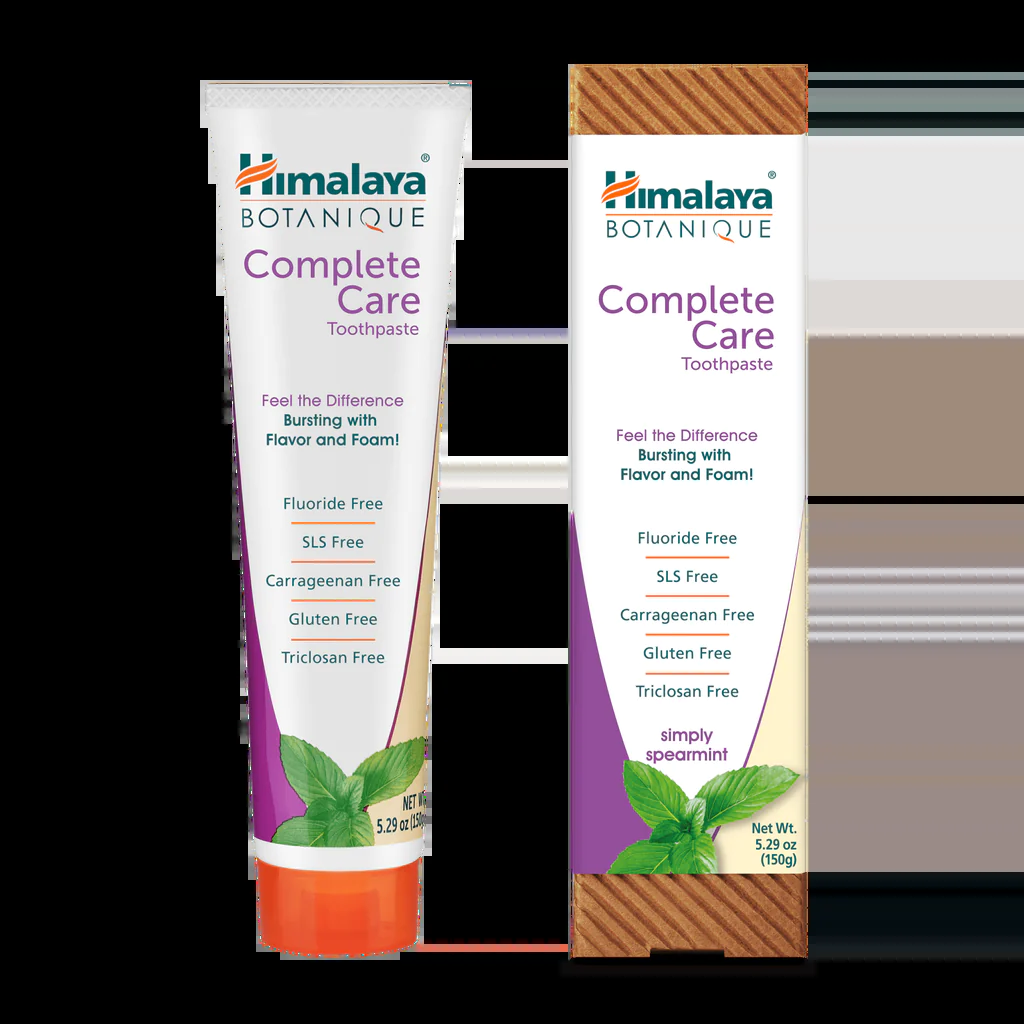 Himalaya®
BOTANIQUE
Complete
Care
Toothpaste
Feel the Difference
Bursting with
Flavor and Foam!
Fluoride Free
SLS Free
Carrageenan Free
Gluten Free
Triclosan Free
NET
5.29 oz (150g)
Himalaya®
BOTANIQUE
Complete
Care
Toothpaste
Feel the Difference
Bursting with
Flavor and Foam!
Fluoride Free
SLS Free
Carrageenan Free
Gluten Free
Triclosan Free
simply
spearmint
Net Wt.
5.29 oz
(150g)